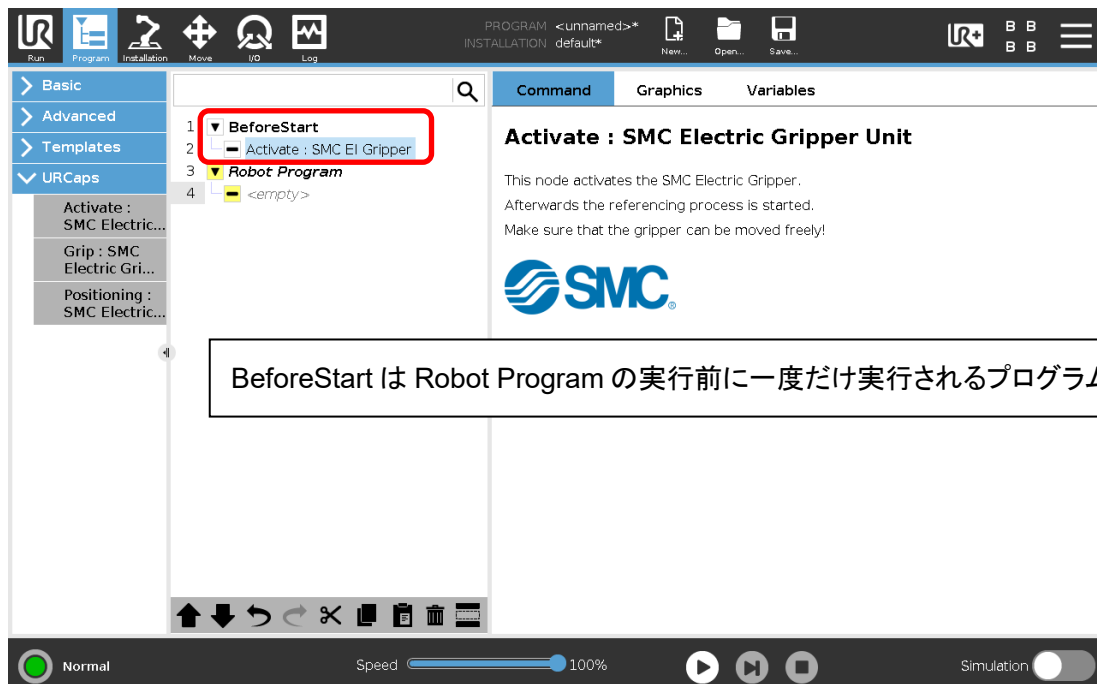 PROGRAM <unnamed>*
INSTALLATION default*
Run
Program
Installation
Move
I/O
Log
New...
Open...
Save...
UR
UR+
B B
B B
Basic
Advanced
Templates
URCaps
Activate :
SMC Electric...
Grip : SMC
Electric Gri...
Positioning :
SMC Electric...
1 BeforeStart
2 Activate : SMC El Gripper
3 Robot Program
4 <empty>
Command Graphics Variables
Activate : SMC Electric Gripper Unit
This node activates the SMC Electric Gripper.
Afterwards the referencing process is started.
Make sure that the gripper can be moved freely!
SMC®
BeforeStart は Robot Program の実行前に一度だけ実行されるプログラム
Normal
Speed 100%
Simulation